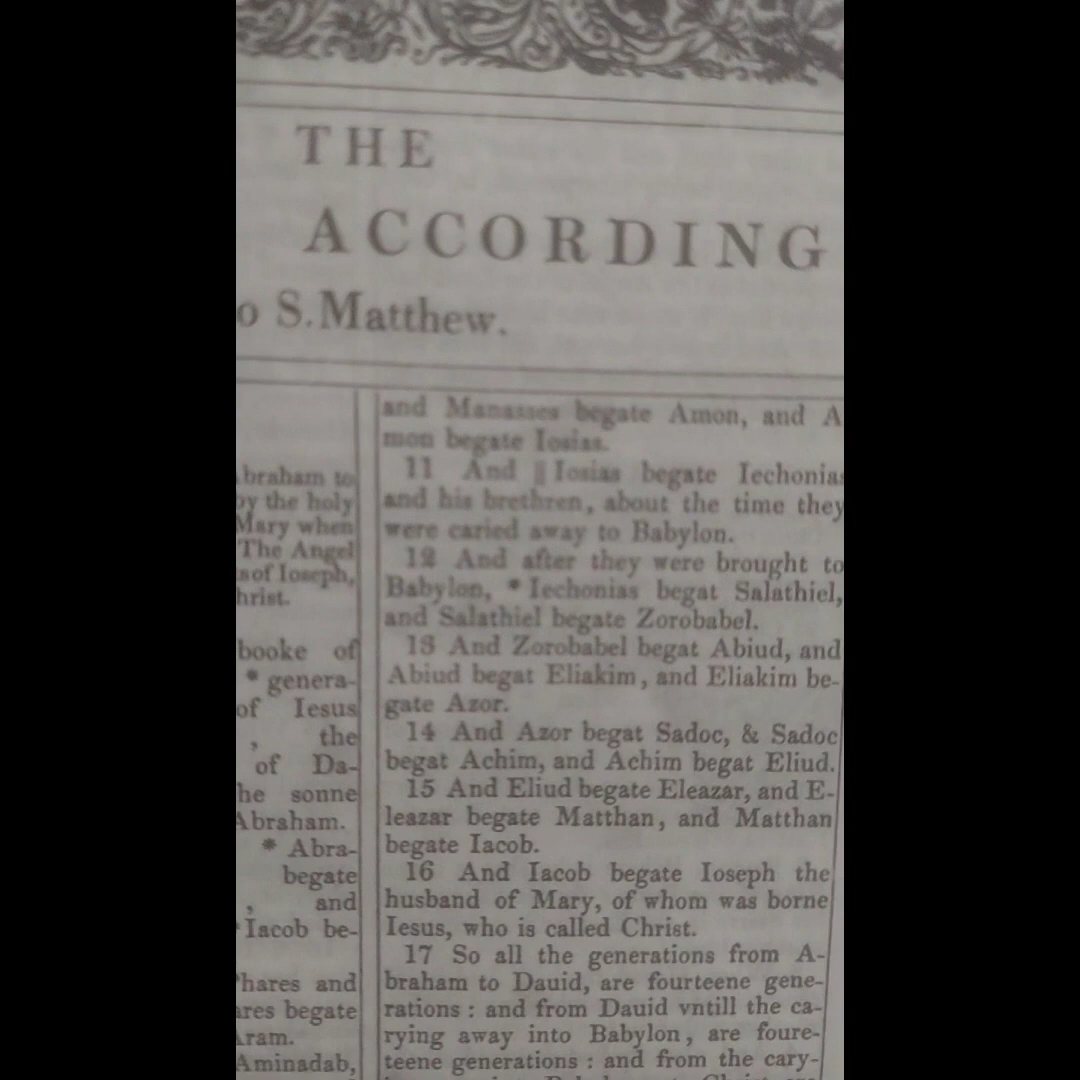 THE
ACCORDING
o S. Matthew.
braham to
by the holy
Mary when
The Angel
of Ioseph,
hrist.
booke of
* genera-
of Iesus
, the
of Da-
he sonne
Abraham.
* Abra-
begate
, and
Iacob be-
hares and
ares begate
ram.
Aminadab,
and Manasses begate Amon, and A
mon begate Iosias.
11 And || Iosias begate Iechonias
and his brethren, about the time they
were caried away to Babylon.
12 And after they were brought to
Babylon, * Iechonias begat Salathiel,
and Salathiel begate Zorobabel.
13 And Zorobabel begat Abiud, and
Abiud begat Eliakim, and Eliakim be-
gate Azor.
14 And Azor begat Sadoc, & Sadoc
begat Achim, and Achim begat Eliud.
15 And Eliud begate Eleazar, and E-
leazar begate Matthan, and Matthan
begate Iacob.
16 And Iacob begate Ioseph the
husband of Mary, of whom was borne
Iesus, who is called Christ.
17 So all the generations from A-
braham to Dauid, are fourteene gene-
rations : and from Dauid vntill the ca-
rying away into Babylon, are foure-
teene generations : and from the cary-